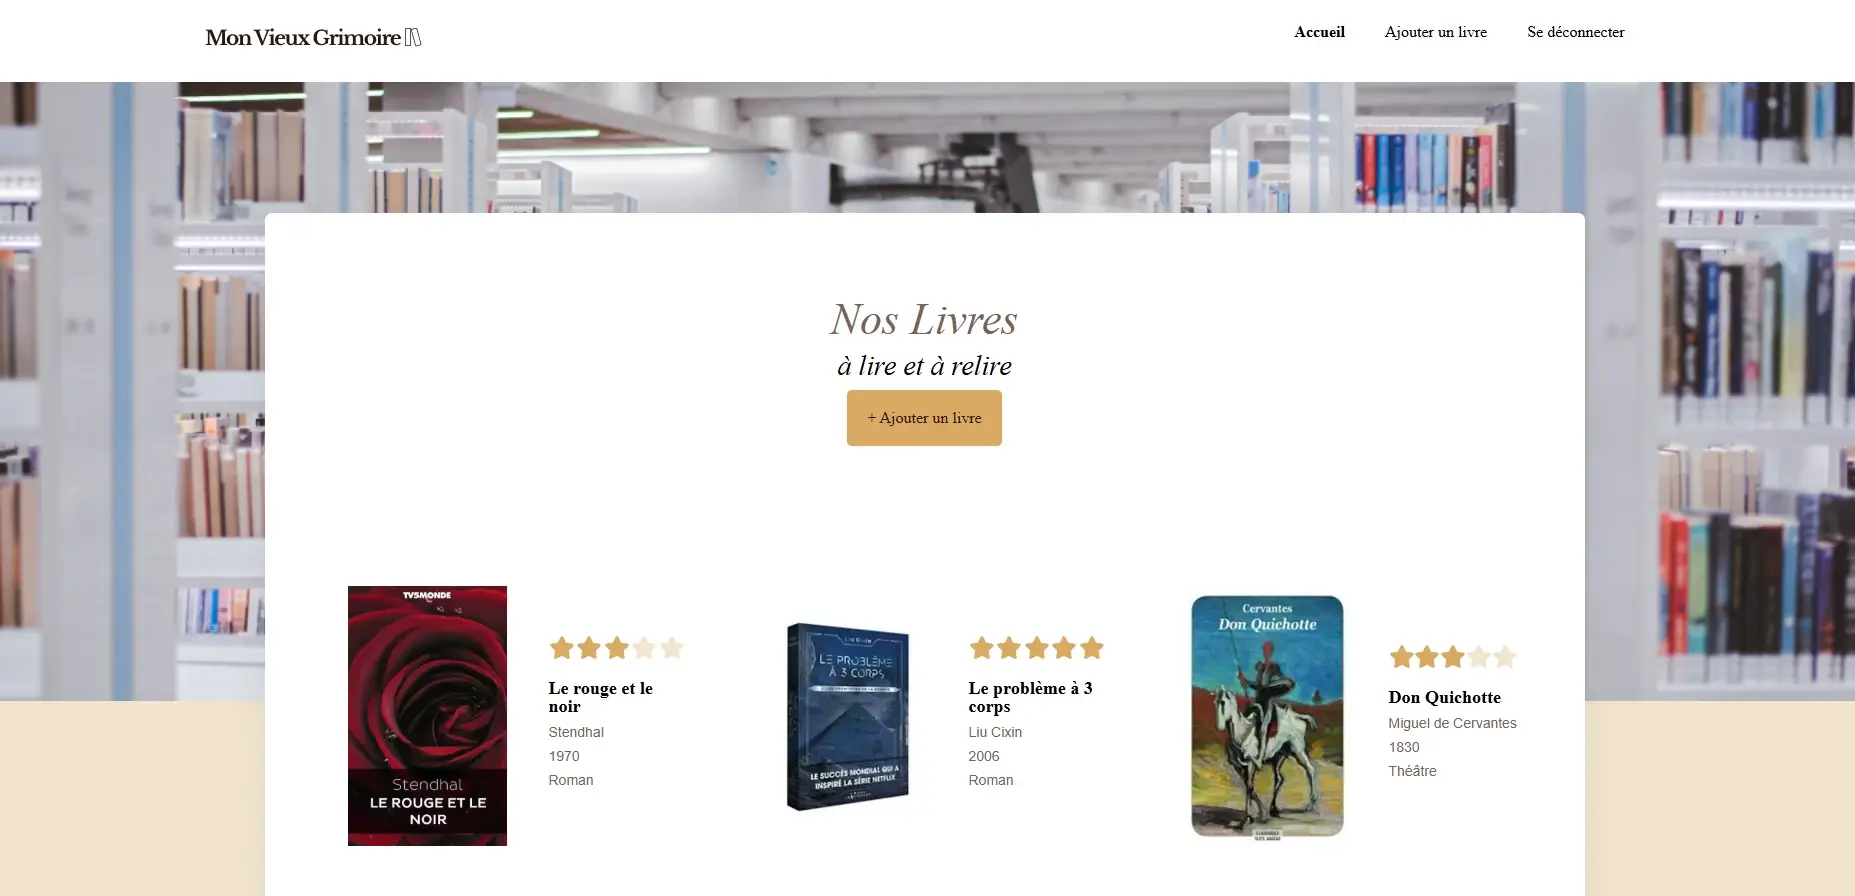 Mon Vieux Grimoire
Accueil Ajouter un livre Se déconnecter
Nos Livres
à lire et à relire
+ Ajouter un livre
TV5MONDE
Stendhal
LE ROUGE ET LE
NOIR
Le rouge et le
noir
Stendhal
1970
Roman
LIU CIXIN
LE PROBLÈME
À 3 CORPS
LE SUCCÈS MONDIAL QUI A
INSPIRÉ LA SÉRIE NETFLIX
Le problème à 3
corps
Liu Cixin
2006
Roman
Cervantes
Don Quichotte
Don Quichotte
Miguel de Cervantes
1830
Théâtre